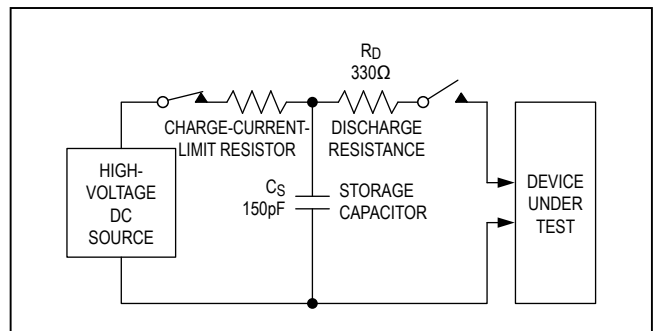 RD
330Ω
CHARGE-CURRENT-
LIMIT RESISTOR
DISCHARGE
RESISTANCE
HIGH-
VOLTAGE
DC
SOURCE
CS
150pF
STORAGE
CAPACITOR
DEVICE
UNDER
TEST